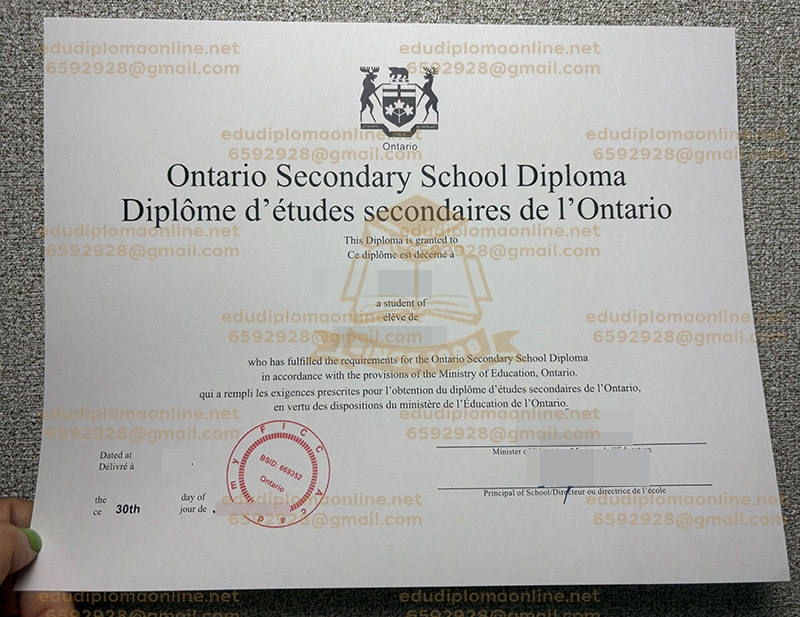 edudiplomaonline.net edudiplomaonline.net
6592928@gmail.com 6592928@gmail.com
Ontario
edudiplomaonline.net edudiplomaonline.net
6592928@gmail.com 6592928@gmail.com
Ontario Secondary School Diploma
Diplôme d'études secondaires de l'Ontario
edudiplomaonline.net edudiplomaonline.net
This Diploma is granted to
6592928@gmail.com 6592928@gmail.com
Ce diplôme est décerné à
a student of
edudiplomaonline.net edudiplomaonline.net
élève de
6592928@gmail.com 6592928@gmail.com
who has fulfilled the requirements for the Ontario Secondary School Diploma
in accordance with the provisions of the Ministry of Education, Ontario.
qui a rempli les exigences prescrites pour l'obtention du diplôme d'études secondaires de l'Ontario,
en vertu des dispositions du ministère de l'Éducation de l'Ontario.
edudiplomaonline.net edudiplomaonline.net
6592928@gmail.com 6592928@gmail.com
FICC Academy
BSID: 669352
Ontario
Dated at
Délivré à
Minister
Principal of School/Directeur ou directrice de l'école
the day of
ce 30th jour de
edudiplomaonline.net edudiplomaonline.net
6592928@gmail.com 6592928@gmail.com
edudiplomaonline.net edudiplomaonline.net
6592928@gmail.com 6592928@gmail.com